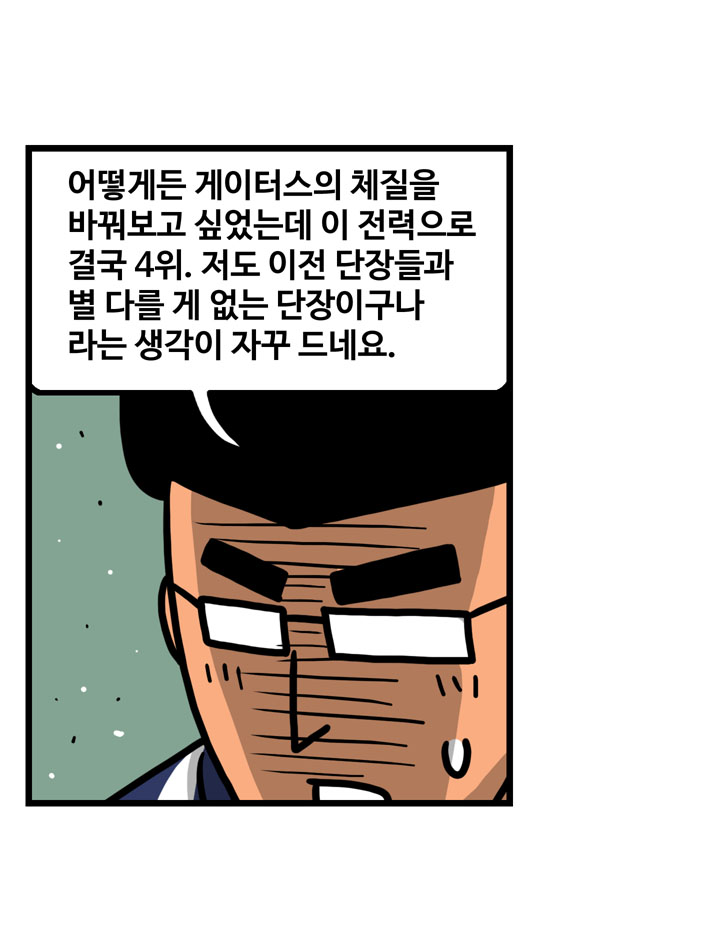 어떻게든 게이터스의 체질을
바꿔보고 싶었는데 이 전력으로
결국 4위. 저도 이전 단장들과
별 다를 게 없는 단장이구나
라는 생각이 자꾸 드네요.